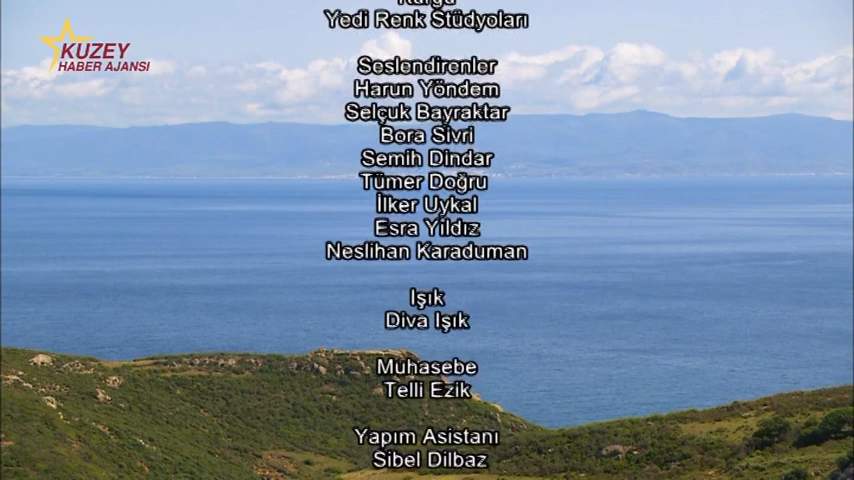 KUZEY
HABER AJANSI
Kurgu
Yedi Renk Stüdyoları
Seslendirenler
Harun Yöndem
Selçuk Bayraktar
Bora Sivri
Semih Dindar
Tümer Doğru
İlker Uykal
Esra Yıldız
Neslihan Karaduman
Işık
Diva Işık
Muhasebe
Telli Ezik
Yapım Asistanı
Sibel Dilbaz